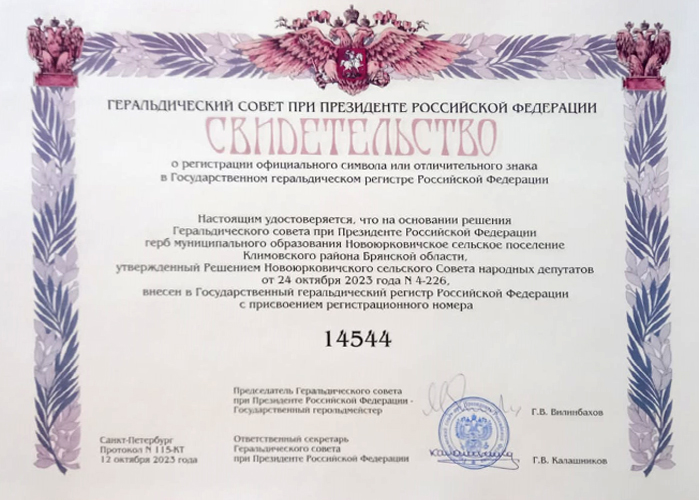 ГЕРАЛЬДИЧЕСКИЙ СОВЕТ ПРИ ПРЕЗИДЕНТЕ РОССИЙСКОЙ ФЕДЕРАЦИИ
СВИДЕТЕЛЬСТВО
о регистрации официального символа или отличительного знака
в Государственном геральдическом регистре Российской Федерации
Настоящим удостоверяется, что на основании решения
Геральдического совета при Президенте Российской Федерации
герб муниципального образования Новоюрковичское сельское поселение
Климовского района Брянской области,
утвержденный Решением Новоюрковичского сельского Совета народных депутатов
от 24 октября 2023 года N 4-226,
внесен в Государственный геральдический регистр Российской Федерации
с присвоением регистрационного номера
14544
Председатель Геральдического совета
при Президенте Российской Федерации -
Государственный герольдмейстер
Г.В. Вилинбахов
Санкт-Петербург
Протокол N 115-КТ
12 октября 2023 года
Ответственный секретарь
Геральдического совета
при Президенте Российской Федерации
Г.В. Калашников